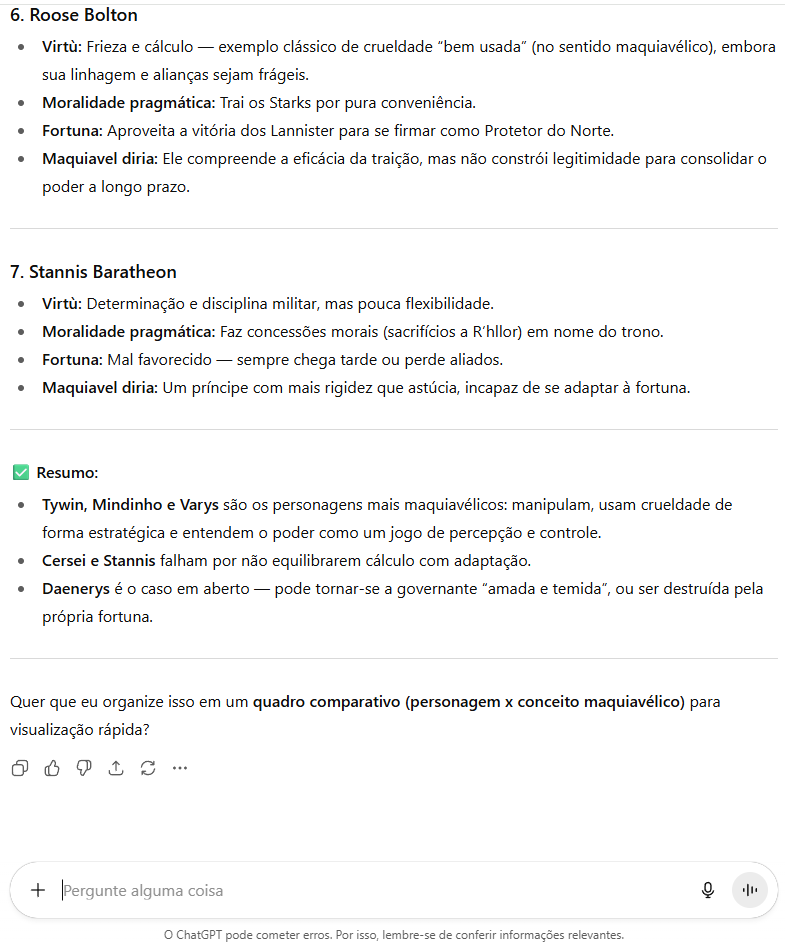 6. Roose Bolton
• Virtù: Frieza e cálculo — exemplo clássico de crueldade “bem usada” (no sentido maquiavélico), embora
sua linhagem e alianças sejam frágeis.
• Moralidade pragmática: Trai os Starks por pura conveniência.
• Fortuna: Aproveita a vitória dos Lannister para se firmar como Protetor do Norte.
• Maquiavel diria: Ele compreende a eficácia da traição, mas não constrói legitimidade para consolidar o
poder a longo prazo.
7. Stannis Baratheon
• Virtù: Determinação e disciplina militar, mas pouca flexibilidade.
• Moralidade pragmática: Faz concessões morais (sacrifícios a R’hllor) em nome do trono.
• Fortuna: Mal favorecido — sempre chega tarde ou perde aliados.
• Maquiavel diria: Um príncipe com mais rigidez que astúcia, incapaz de se adaptar à fortuna.
✅ Resumo:
• Tywin, Mindinho e Varys são os personagens mais maquiavélicos: manipulam, usam crueldade de
forma estratégica e entendem o poder como um jogo de percepção e controle.
• Cersei e Stannis falham por não equilibrarem cálculo com adaptação.
• Daenerys é o caso em aberto — pode tornar-se a governante “amada e temida”, ou ser destruída pela
própria fortuna.
Quer que eu organize isso em um quadro comparativo (personagem x conceito maquiavélico) para
visualização rápida?
Pergunte alguma coisa
O ChatGPT pode cometer erros. Por isso, lembre-se de conferir informações relevantes.